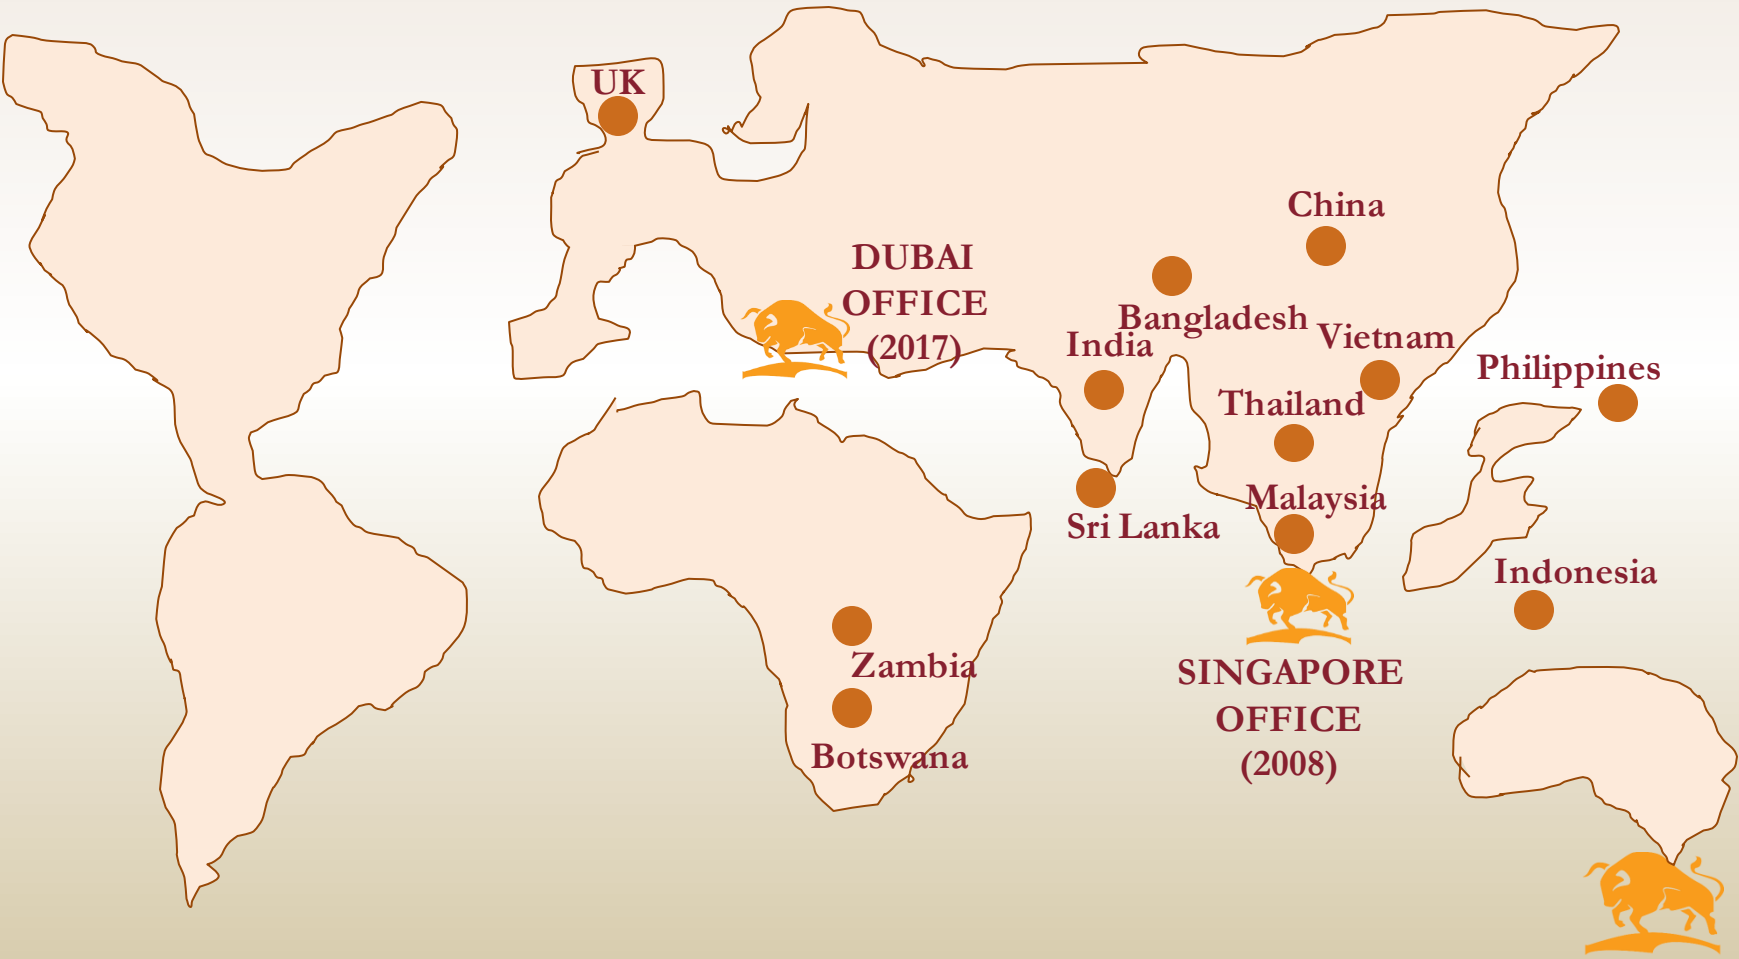 UK
China
DUBAI
OFFICE
(2017)
Bangladesh
India
Vietnam
Philippines
Thailand
Malaysia
Sri Lanka
Indonesia
Zambia
SINGAPORE
OFFICE
(2008)
Botswana